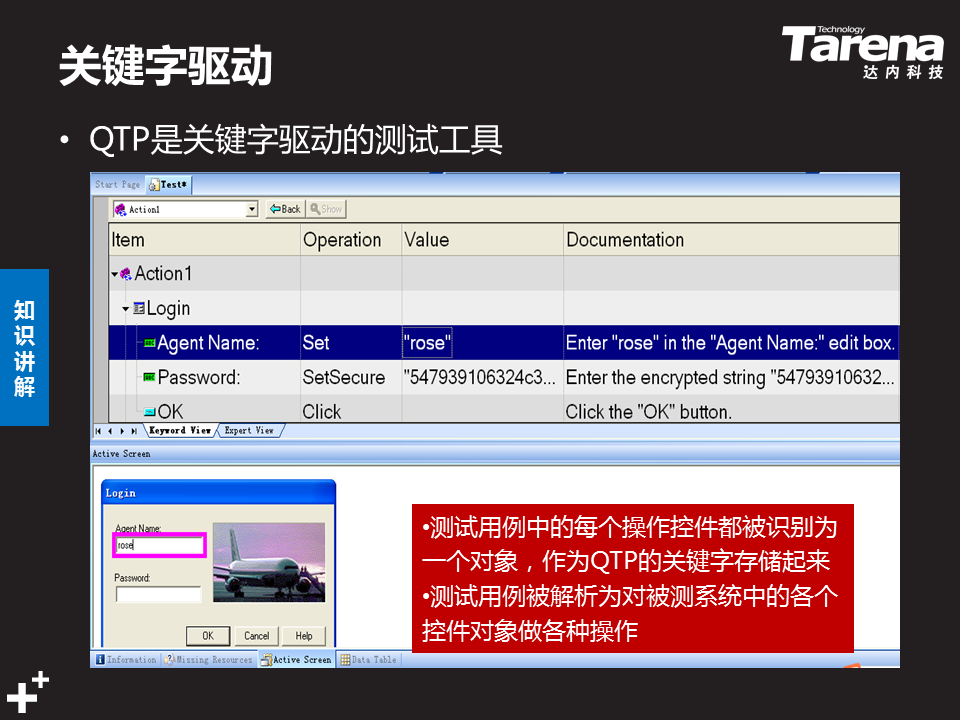 关键字驱动
Technology
Tarena
达内科技
• QTP是关键字驱动的测试工具
知识讲解
Start Page Test*
Action1 Back Show
Item Operation Value Documentation
Action1
Login
Agent Name: Set "rose" Enter "rose" in the "Agent Name:" edit box.
Password: SetSecure "547939106324c3... Enter the encrypted string "54793910632...
OK Click Click the "OK" button.
Keyword View Expert View
Active Screen
Login
Agent Name:
rose
Password:
OK Cancel Help
•测试用例中的每个操作控件都被识别为
一个对象，作为QTP的关键字存储起来
•测试用例被解析为对被测系统中的各个
控件对象做各种操作
Information Missing Resources Active Screen Data Table